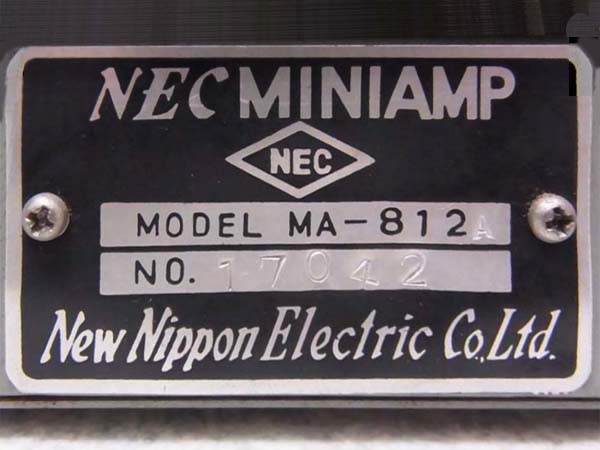 NEC MINIAMP
NEC
MODEL MA-812A
NO. 17042
New Nippon Electric Co., Ltd.